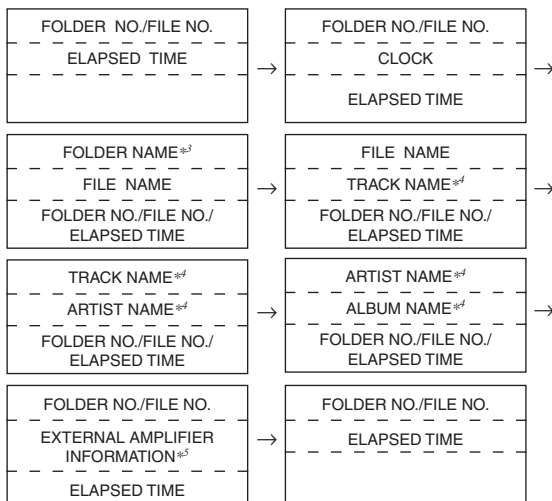 FOLDER NO./FILE NO.
ELAPSED TIME
→
FOLDER NO./FILE NO.
CLOCK
ELAPSED TIME
→
FOLDER NAME*3
FILE NAME
FOLDER NO./FILE NO./
ELAPSED TIME
→
FILE NAME
TRACK NAME*4
FOLDER NO./FILE NO./
ELAPSED TIME
→
TRACK NAME*4
ARTIST NAME*4
FOLDER NO./FILE NO./
ELAPSED TIME
→
ARTIST NAME*4
ALBUM NAME*4
FOLDER NO./FILE NO./
ELAPSED TIME
→
FOLDER NO./FILE NO.
EXTERNAL AMPLIFIER
INFORMATION*5
ELAPSED TIME
→
FOLDER NO./FILE NO.
ELAPSED TIME